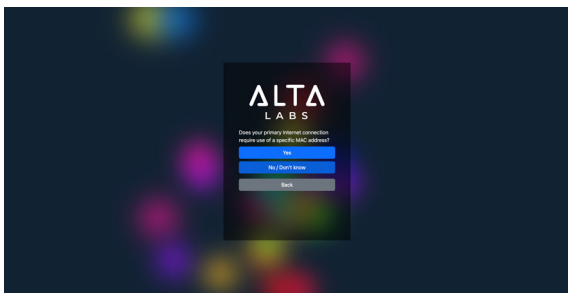 ALTA
LABS
Does your primary Internet connection
require use of a specific MAC address?
Yes
No / Don't know
Back